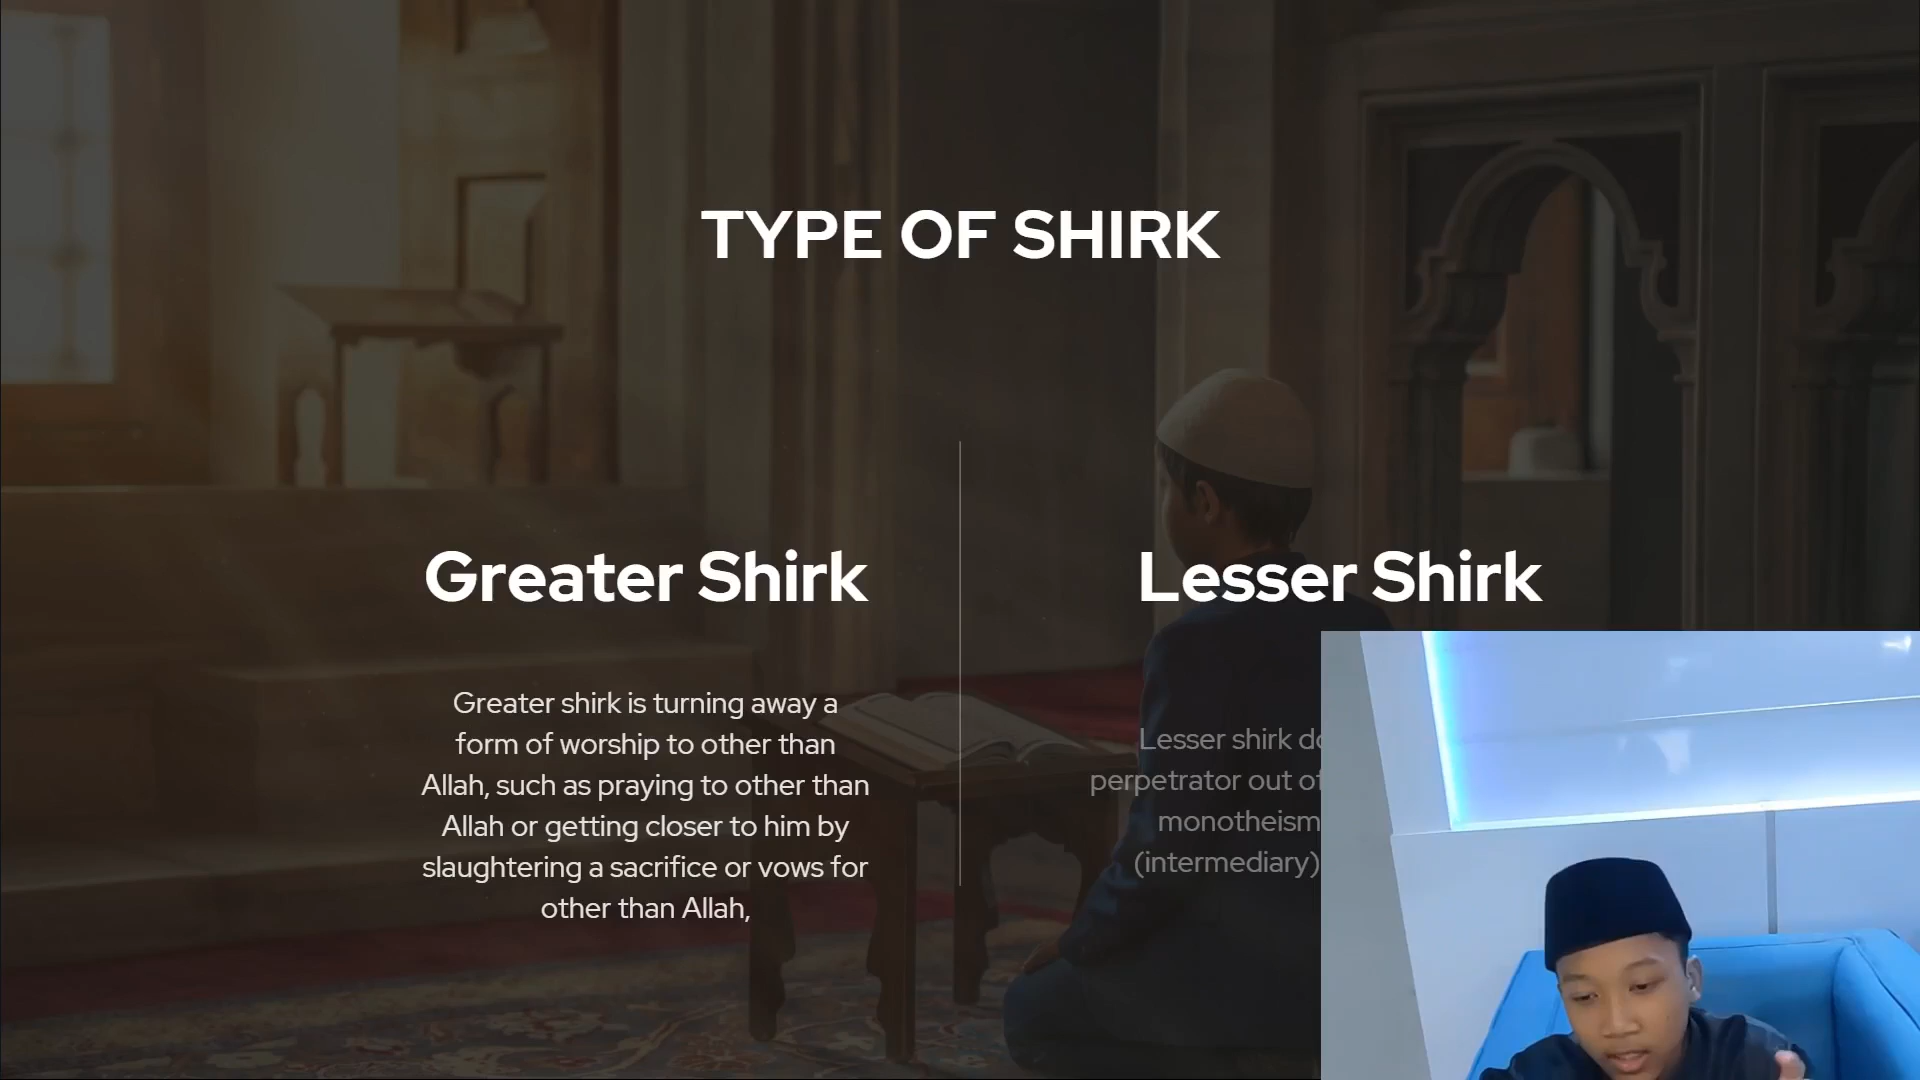 TYPE OF SHIRK
Greater Shirk
Greater shirk is turning away a
form of worship to other than
Allah, such as praying to other than
Allah or getting closer to him by
slaughtering a sacrifice or vows for
other than Allah,
Lesser Shirk
Lesser shirk
perpetrator out of
monotheism
(intermediary)